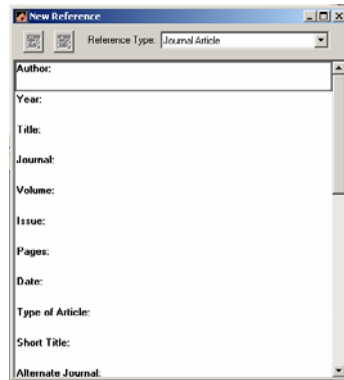 New Reference
Reference Type: Journal Article
Author:
Year:
Title:
Journal:
Volume:
Issue:
Pages:
Date:
Type of Article:
Short Title:
Alternate Journal: